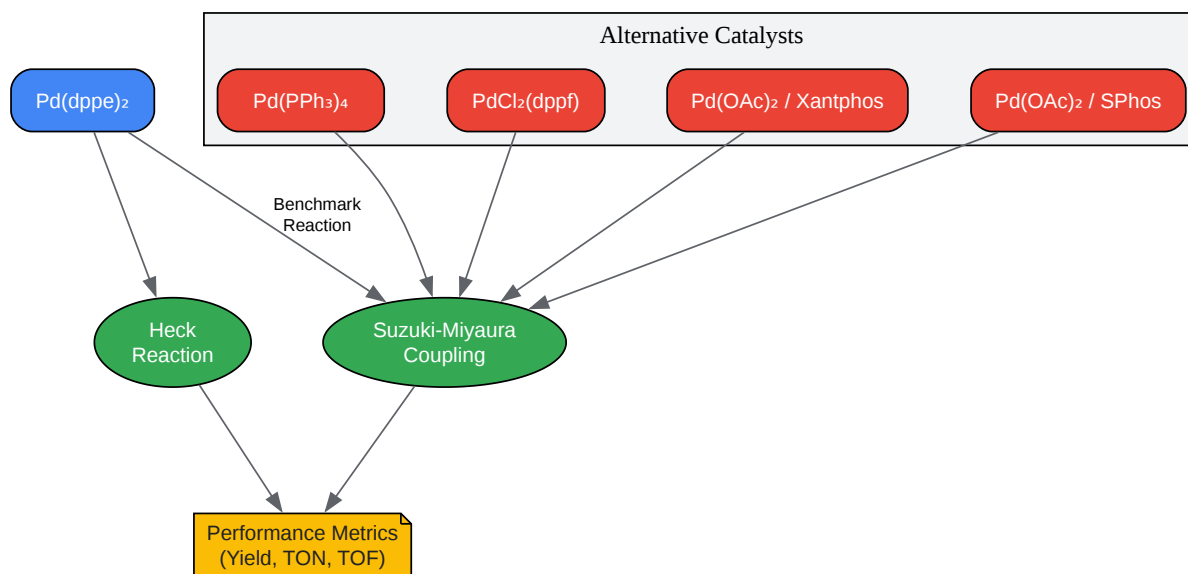 Alternative Catalysts
Pd(dppe)₂
Pd(PPh₃)₄
PdCl₂(dppf)
Pd(OAc)₂ / Xantphos
Pd(OAc)₂ / SPhos
Benchmark
Reaction
Heck
Reaction
Suzuki-Miyaura
Coupling
Performance Metrics
(Yield, TON, TOF)